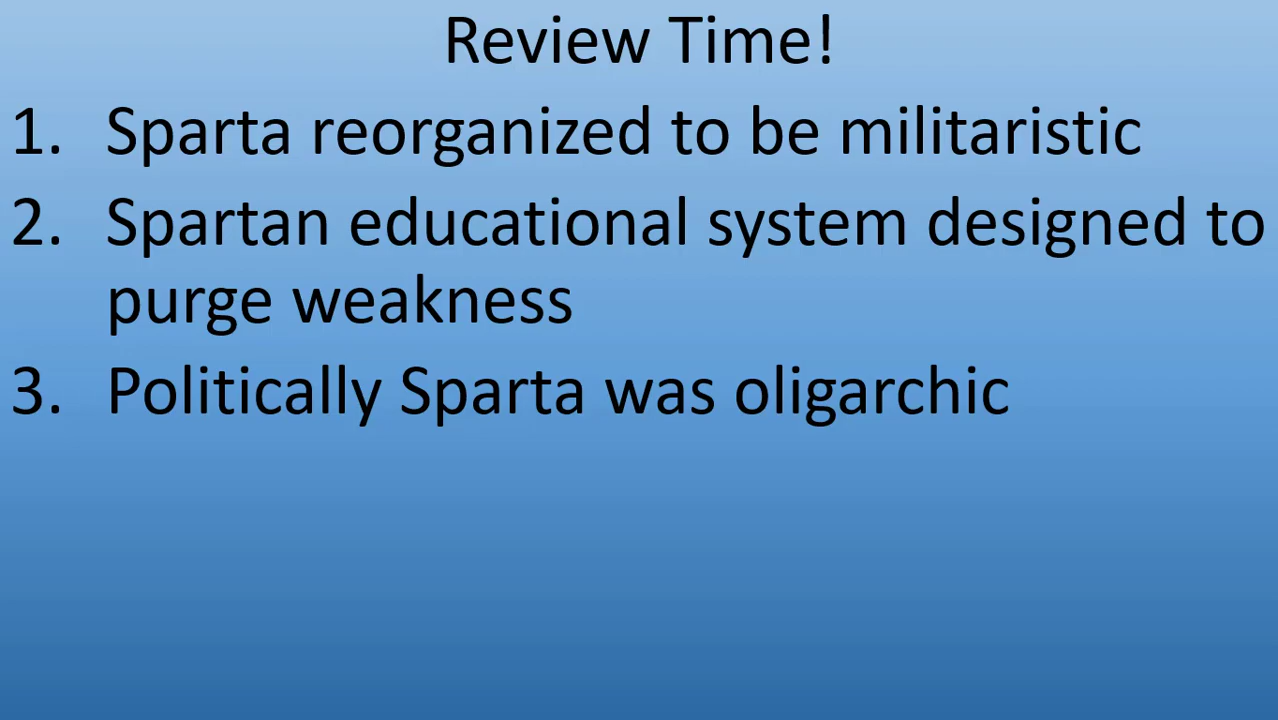 Review Time!
1. Sparta reorganized to be militaristic
2. Spartan educational system designed to
purge weakness
3. Politically Sparta was oligarchic